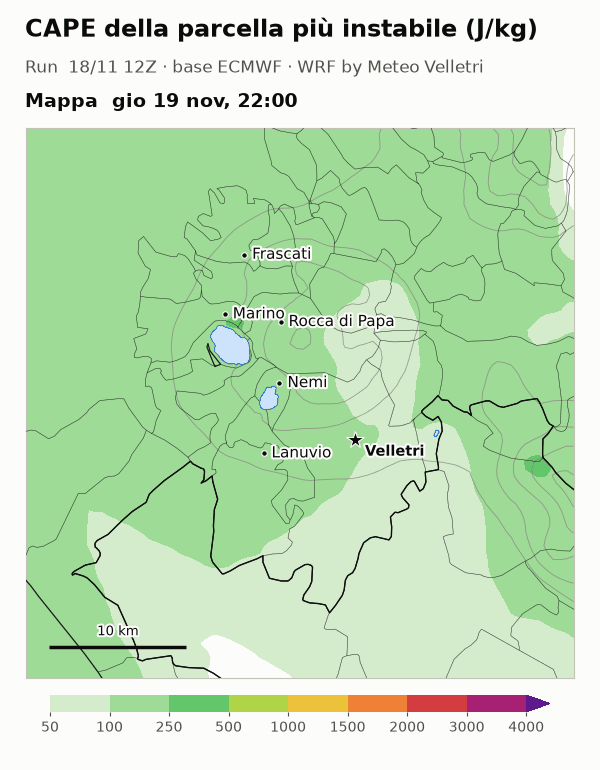 CAPE della parcella più instabile (J/kg)
Run  18/11 12Z · base ECMWF · WRF by Meteo Velletri
Mappa  gio 19 nov, 22:00
Frascati
Marino
Rocca di Papa
Nemi
Velletri
Lanuvio
10 km
50 100 250 500 1000 1500 2000 3000 4000